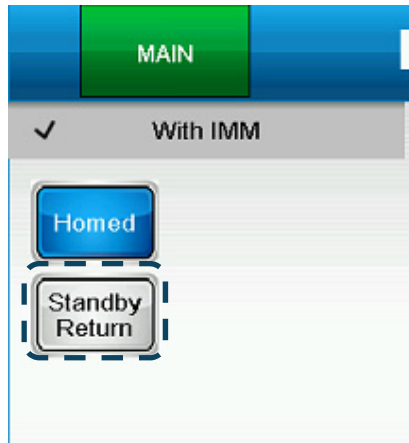 MAIN
✓ With IMM
Homed
Standby
Return